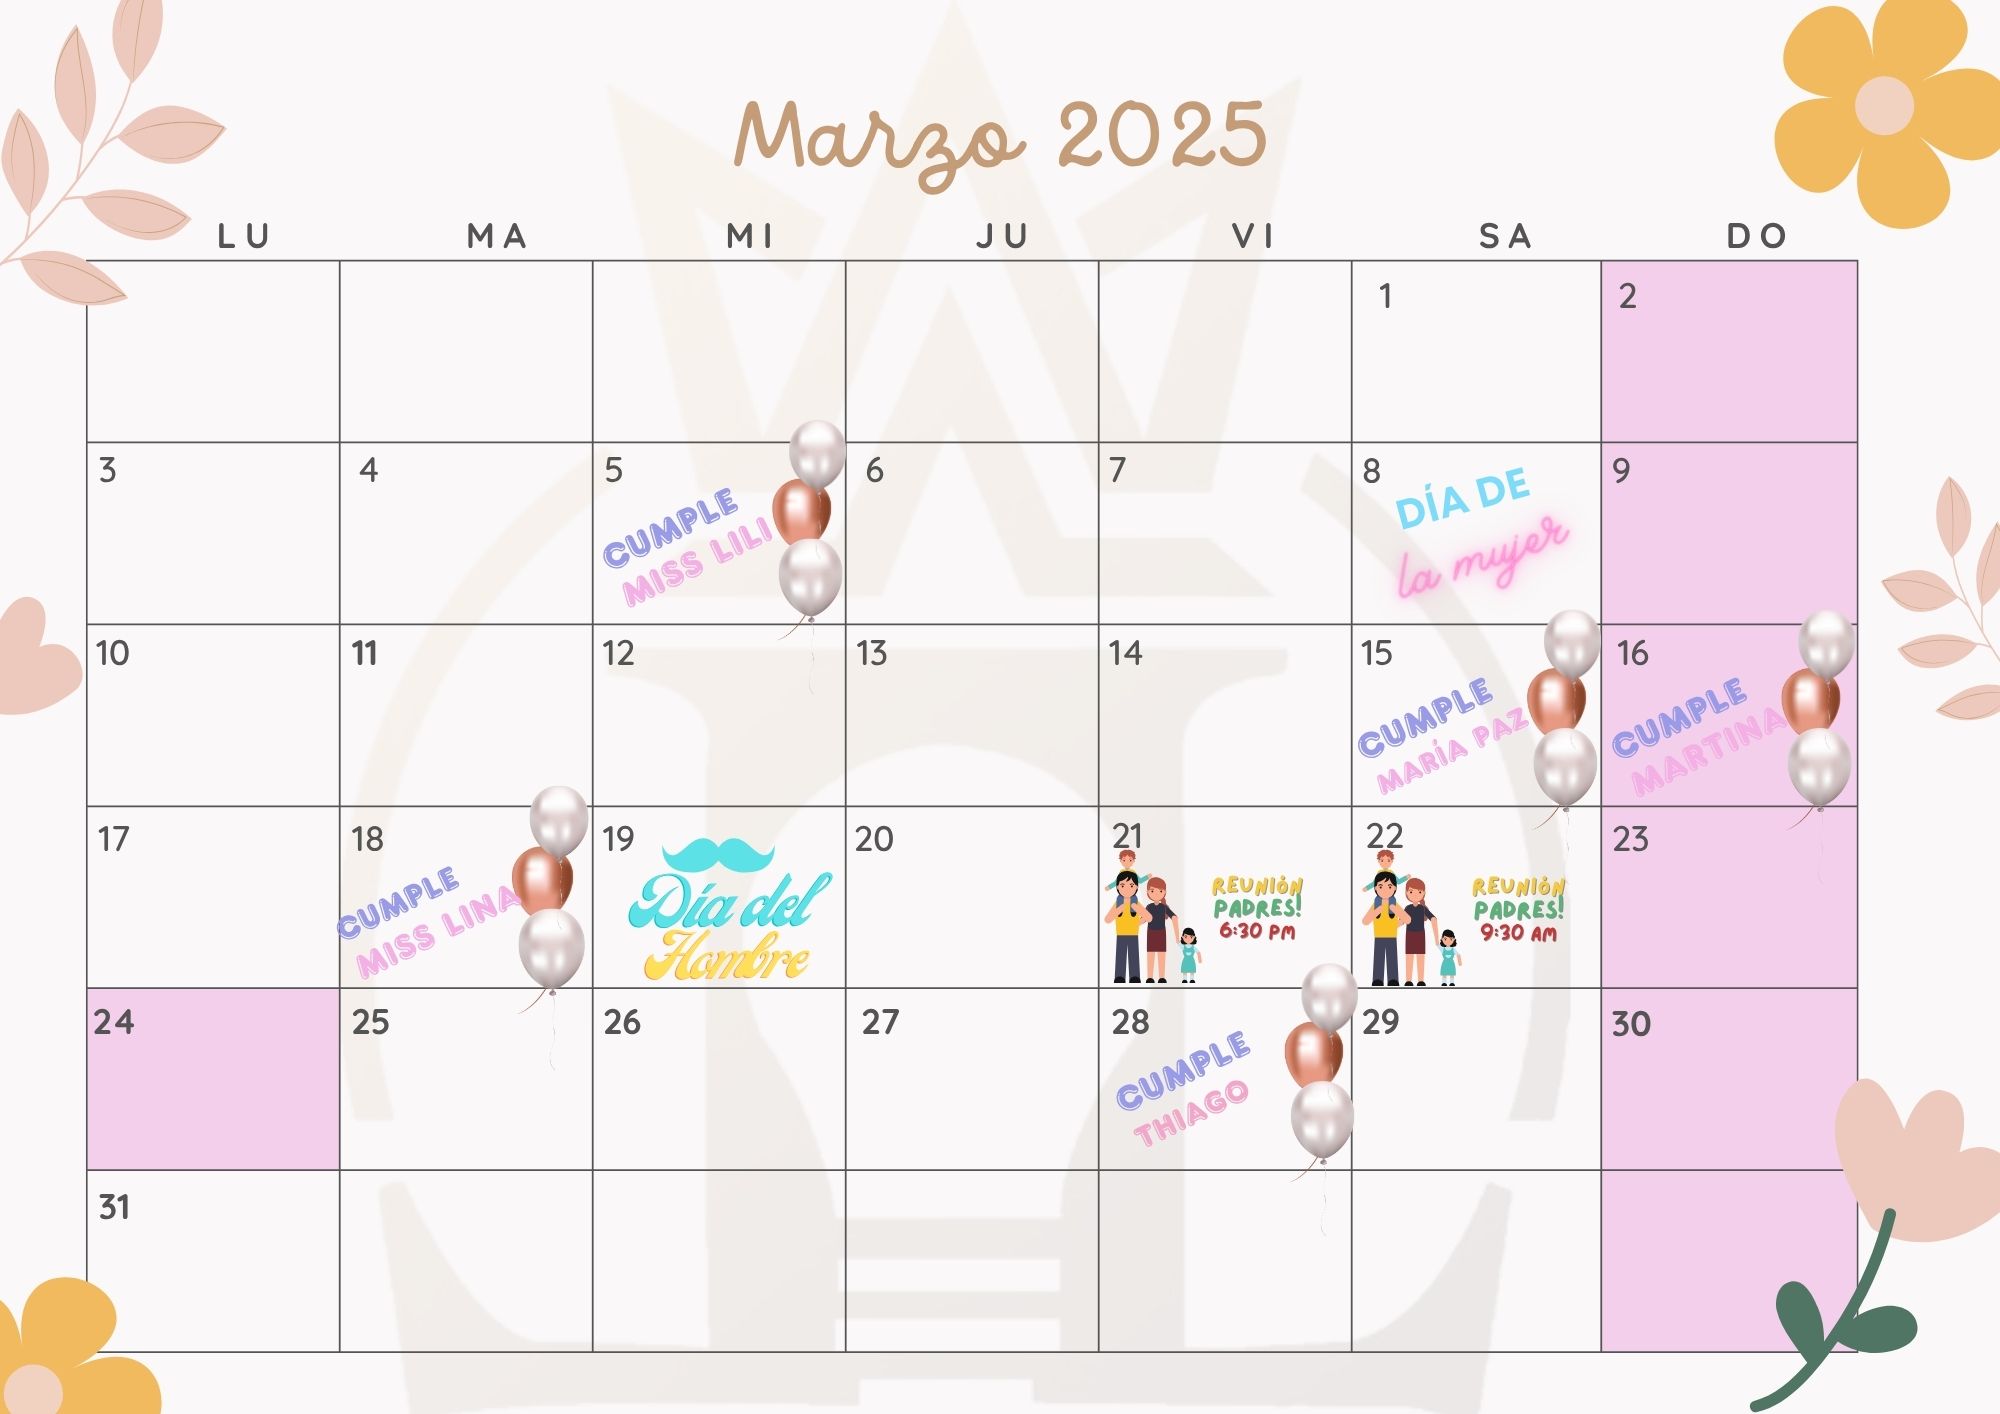 Marzo 2025
LU MA MI JU VI SA DO
1
2
3
4
5
CUMPLE
MISS LILI
6
7
8
DÍA DE
la mujer
9
10
11
12
13
14
15
CUMPLE
MARÍA PAZ
16
CUMPLE
MARTINA
17
18
CUMPLE
MISS LINA
19
Día del
Hombre
20
21
REUNIÓN
PADRES!
6:30 PM
22
REUNIÓN
PADRES!
9:30 AM
23
24
25
26
27
28
CUMPLE
THIAGO
29
30
31